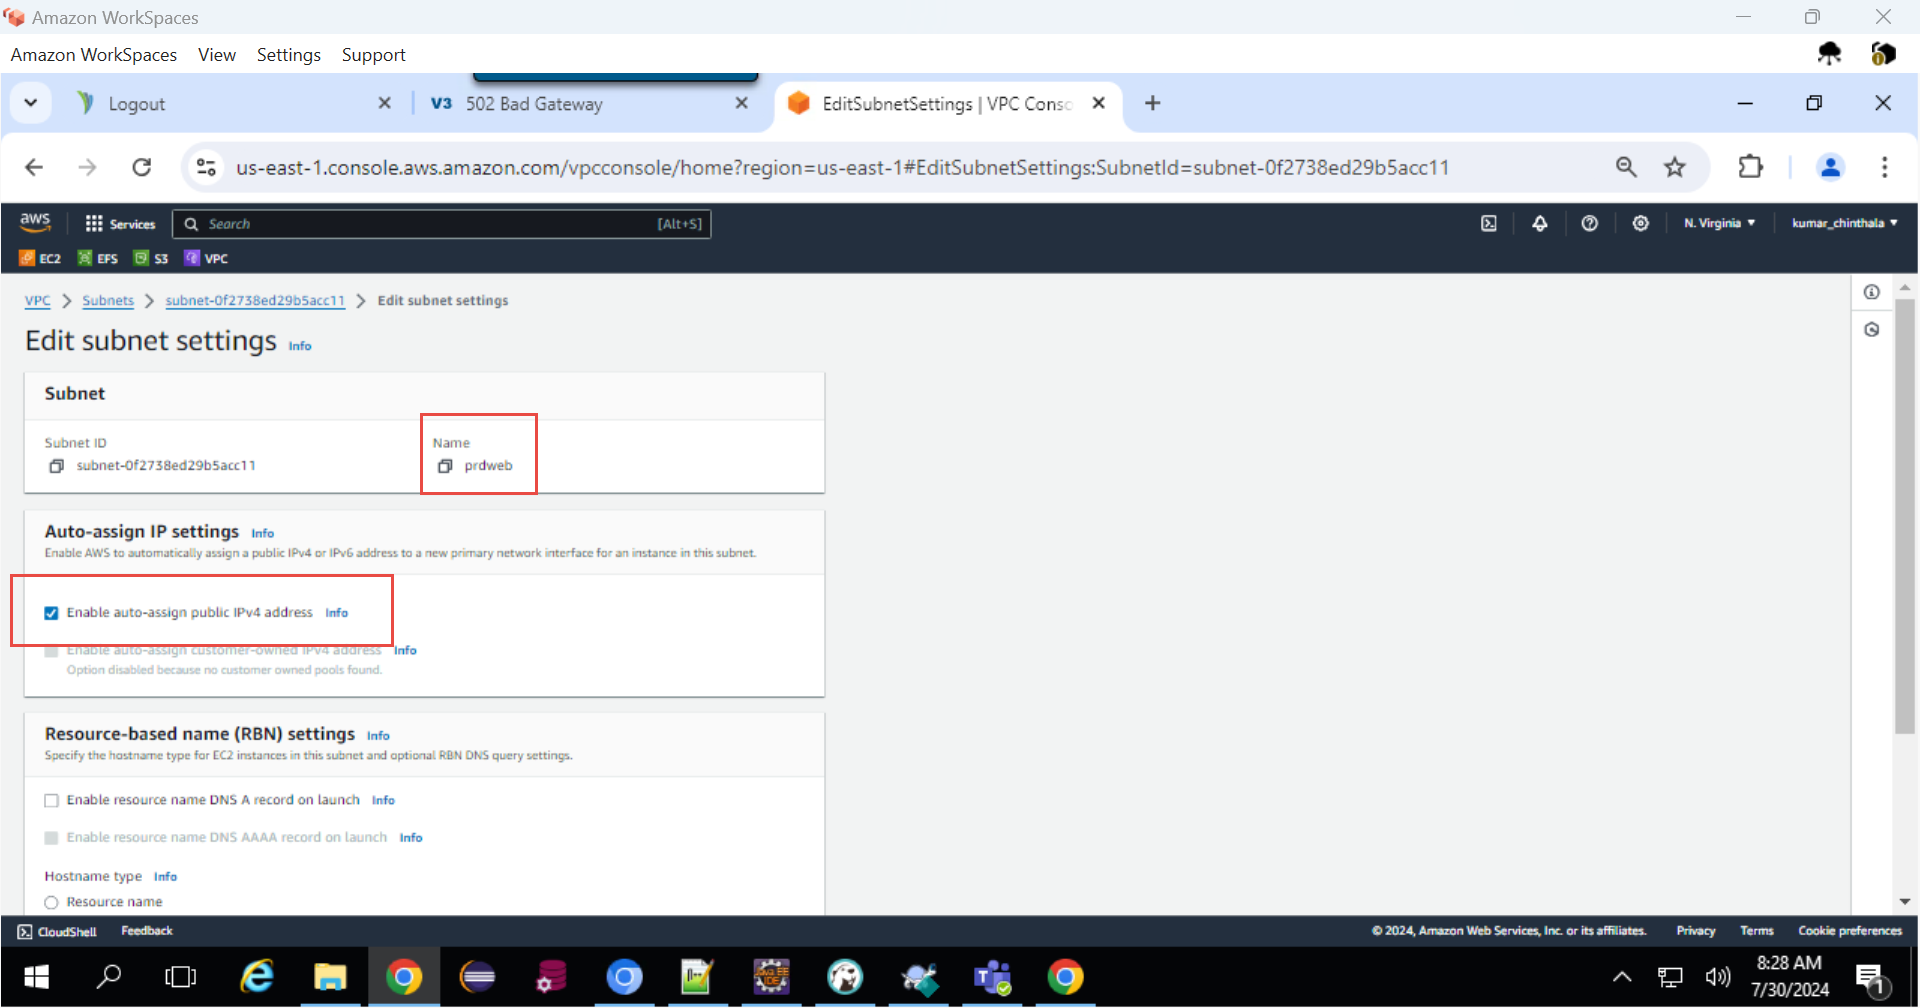 Amazon WorkSpaces
Amazon WorkSpaces View Settings Support
Logout V3 502 Bad Gateway EditSubnetSettings | VPC Conso
us-east-1.console.aws.amazon.com/vpcconsole/home?region=us-east-1#EditSubnetSettings:SubnetId=subnet-0f2738ed29b5acc11
aws Services Search [Alt+S] N. Virginia kumar_chinthala
EC2 EFS S3 VPC
VPC Subnets subnet-0f2738ed29b5acc11 Edit subnet settings
Edit subnet settings Info
Subnet
Subnet ID Name
subnet-0f2738ed29b5acc11 prdweb
Auto-assign IP settings Info
Enable AWS to automatically assign a public IPv4 or IPv6 address to a new primary network interface for an instance in this subnet.
Enable auto-assign public IPv4 address Info
Enable auto-assign customer-owned IPv4 address Info
Option disabled because no customer owned pools found.
Resource-based name (RBN) settings Info
Specify the hostname type for EC2 instances in this subnet and optional RBN DNS query settings.
Enable resource name DNS A record on launch Info
Enable resource name DNS AAAA record on launch Info
Hostname type Info
Resource name
CloudShell Feedback © 2024, Amazon Web Services, Inc. or its affiliates. Privacy Terms Cookie preferences
8:28 AM
7/30/2024
1